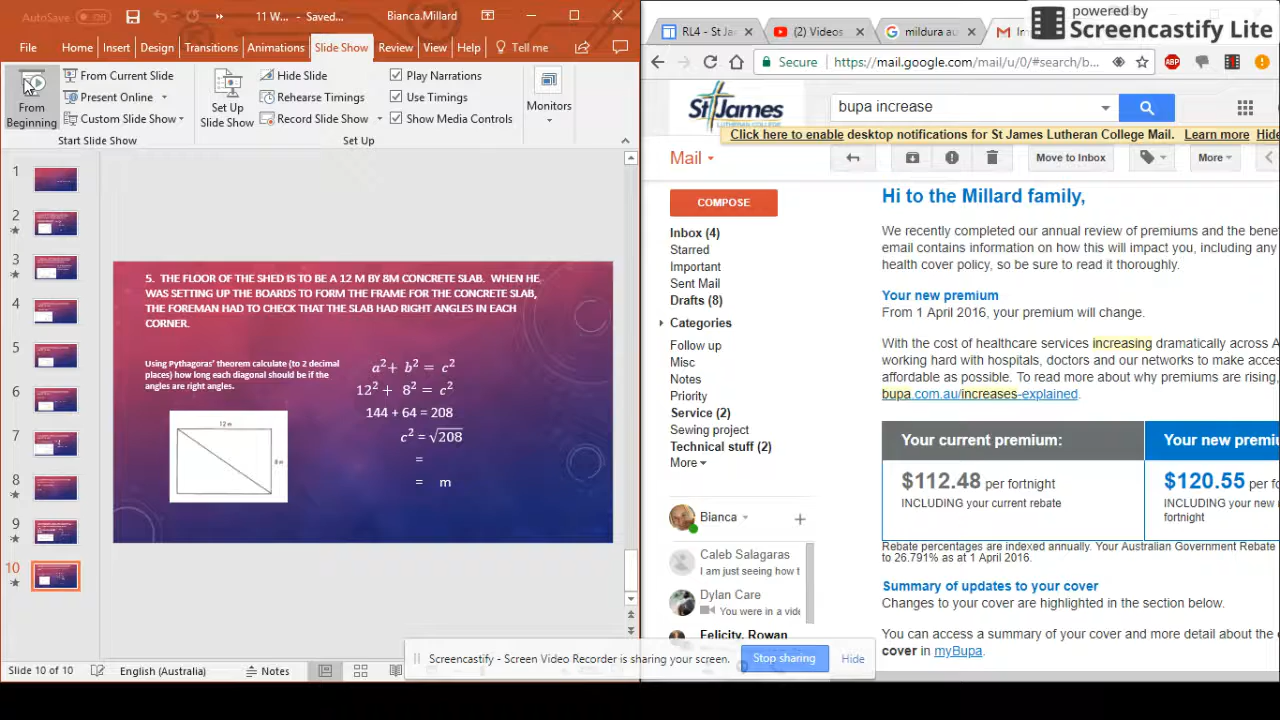 AutoSave Off 11 W... - Saved... Bianca.Millard
File Home Insert Design Transitions Animations Slide Show Review View Help Tell me
From Beginning
From Current Slide
Present Online
Custom Slide Show
Start Slide Show
Set Up Slide Show
Hide Slide
Rehearse Timings
Record Slide Show
Play Narrations
Use Timings
Show Media Controls
Set Up
Monitors
1
2
3
4
5
6
7
8
9
10
5. THE FLOOR OF THE SHED IS TO BE A 12 M BY 8M CONCRETE SLAB. WHEN HE
WAS SETTING UP THE BOARDS TO FORM THE FRAME FOR THE CONCRETE SLAB,
THE FOREMAN HAD TO CHECK THAT THE SLAB HAD RIGHT ANGLES IN EACH
CORNER.
Using Pythagoras' theorem calculate (to 2 decimal
places) how long each diagonal should be if the
angles are right angles.
12 m
8 m
a² + b² = c²
12² + 8² = c²
144 + 64 = 208
c² = √208
=
= m
Slide 10 of 10 English (Australia) Notes
powered by
Screencastify Lite
RL4 - St Ja (2) Videos mildura au
Secure https://mail.google.com/mail/u/0/#search/b...
ABP
St James
LUTHERAN COLLEGE
bupa increase
Click here to enable desktop notifications for St James Lutheran College Mail. Learn more Hide
Mail
Move to Inbox More
COMPOSE
Inbox (4)
Starred
Important
Sent Mail
Drafts (8)
Categories
Follow up
Misc
Notes
Priority
Service (2)
Sewing project
Technical stuff (2)
More
Bianca
Caleb Salagaras
I am just seeing how t
Dylan Care
You were in a vide
Felicity, Rowan
Hi to the Millard family,
We recently completed our annual review of premiums and the bene
email contains information on how this will impact you, including any
health cover policy, so be sure to read it thoroughly.
Your new premium
From 1 April 2016, your premium will change.
With the cost of healthcare services increasing dramatically across A
working hard with hospitals, doctors and our networks to make acces
affordable as possible. To read more about why premiums are rising,
bupa.com.au/increases-explained.
Your current premium:
$112.48 per fortnight
INCLUDING your current rebate
Your new premiu
$120.55 per fo
INCLUDING your new
fortnight
Rebate percentages are indexed annually. Your Australian Government Rebate
to 26.791% as at 1 April 2016.
Summary of updates to your cover
Changes to your cover are highlighted in the section below.
You can access a summary of your cover and more detail about the
cover in myBupa.
Screencastify - Screen Video Recorder is sharing your screen. Stop sharing Hide